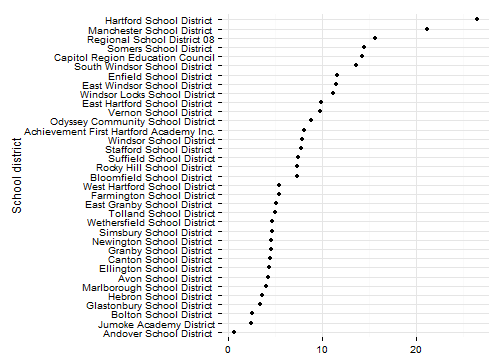 Hartford School District
Manchester School District
Regional School District 08
Somers School District
Capitol Region Education Council
South Windsor School District
Enfield School District
East Windsor School District
Windsor Locks School District
East Hartford School District
Vernon School District
Odyssey Community School District
Achievement First Hartford Academy Inc.
Windsor School District
Stafford School District
Suffield School District
Rocky Hill School District
Bloomfield School District
West Hartford School District
Farmington School District
East Granby School District
Tolland School District
Wethersfield School District
Simsbury School District
Newington School District
Granby School District
Canton School District
Ellington School District
Avon School District
Marlborough School District
Hebron School District
Glastonbury School District
Bolton School District
Jumoke Academy District
Andover School District
School district
0 10 20